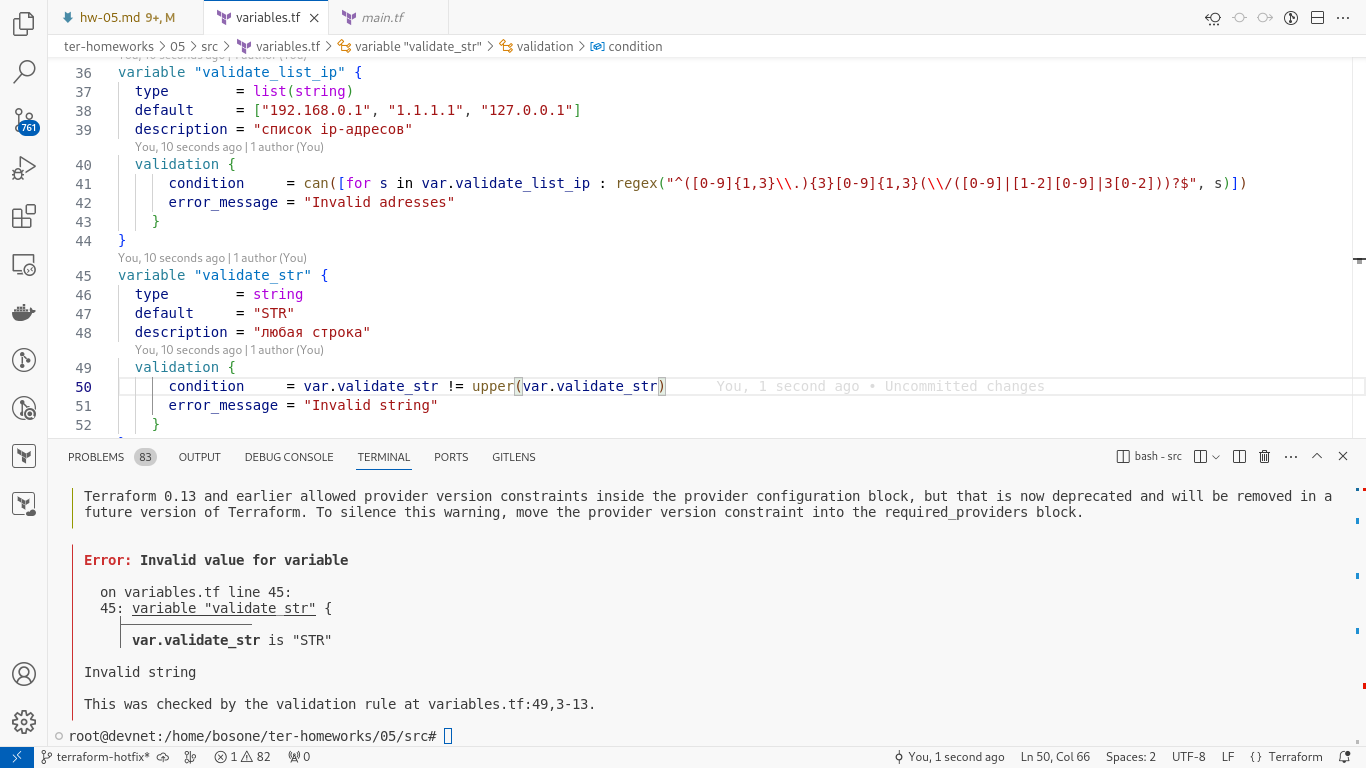 hw-05.md 9+, M
variables.tf
main.tf
ter-homeworks > 05 > src > variables.tf > variable "validate_str" > validation > condition
You, 10 seconds ago | 1 author (You)
36 variable "validate_list_ip" {
37 type = list(string)
38 default = ["192.168.0.1", "1.1.1.1", "127.0.0.1"]
39 description = "список ip-адресов"
You, 10 seconds ago | 1 author (You)
40 validation {
41 condition = can([for s in var.validate_list_ip : regex("^([0-9]{1,3}\\.){3}[0-9]{1,3}(\\/([0-9]|[1-2][0-9]|3[0-2]))?$", s)])
42 error_message = "Invalid adresses"
43 }
44 }
You, 10 seconds ago | 1 author (You)
45 variable "validate_str" {
46 type = string
47 default = "STR"
48 description = "любая строка"
You, 10 seconds ago | 1 author (You)
49 validation {
50 condition = var.validate_str != upper(var.validate_str) You, 1 second ago • Uncommitted changes
51 error_message = "Invalid string"
52 }
761
PROBLEMS 83 OUTPUT DEBUG CONSOLE TERMINAL PORTS GITLENS
bash - src
Terraform 0.13 and earlier allowed provider version constraints inside the provider configuration block, but that is now deprecated and will be removed in a
future version of Terraform. To silence this warning, move the provider version constraint into the required_providers block.
Error: Invalid value for variable
on variables.tf line 45:
45: variable "validate_str" {
var.validate_str is "STR"
Invalid string
This was checked by the validation rule at variables.tf:49,3-13.
root@devnet:/home/bosone/ter-homeworks/05/src#
terraform-hotfix* 1 82 0 You, 1 second ago Ln 50, Col 66 Spaces: 2 UTF-8 LF { } Terraform